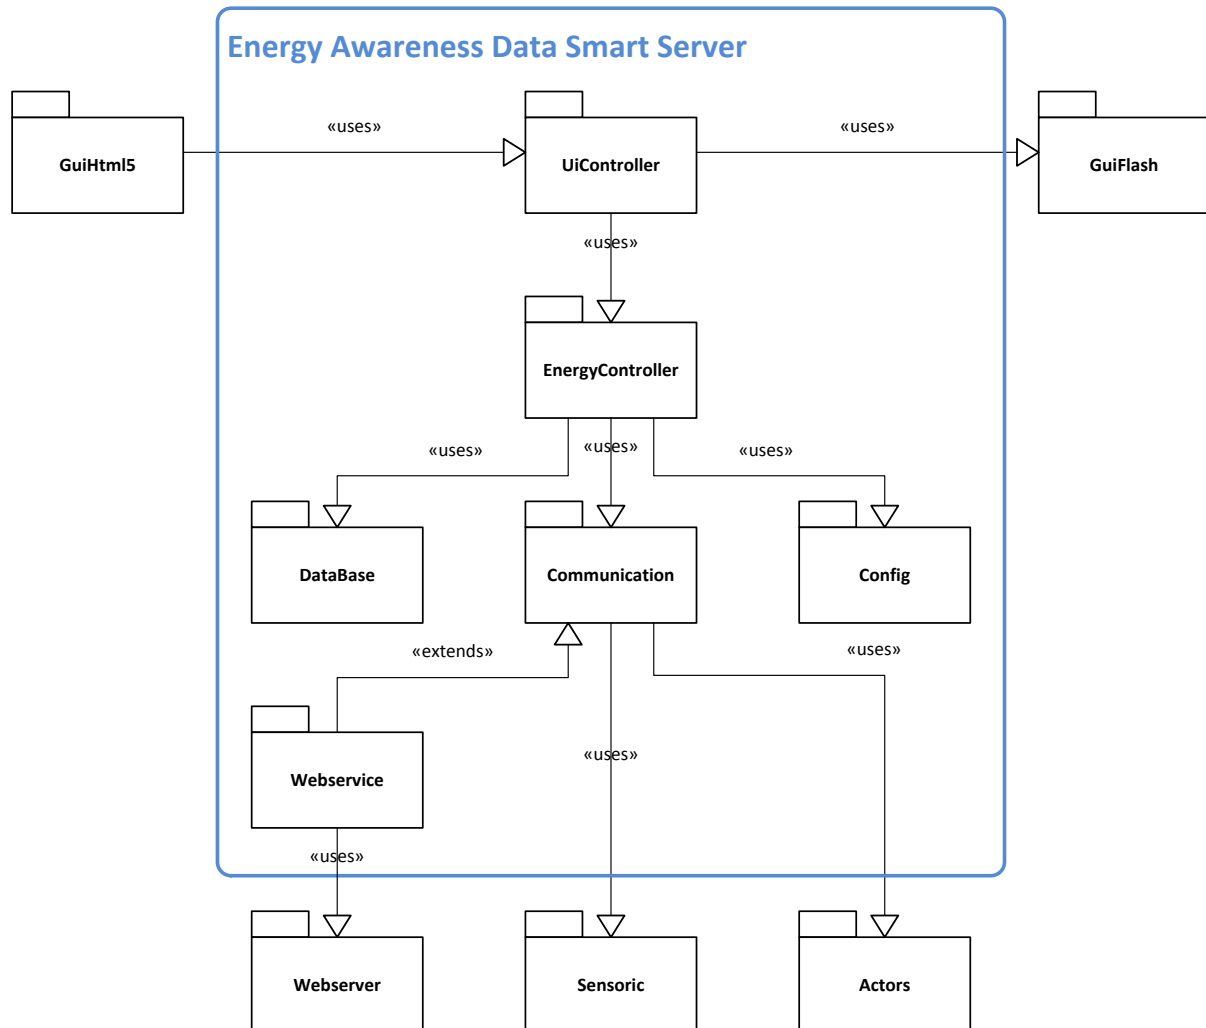 Energy Awareness Data Smart Server
«uses»
«uses»
GuiHtml5
UiController
GuiFlash
«uses»
EnergyController
«uses»
«uses»
«uses»
DataBase
Communication
Config
«extends»
«uses»
Webservice
«uses»
«uses»
Webserver
Sensoric
Actors